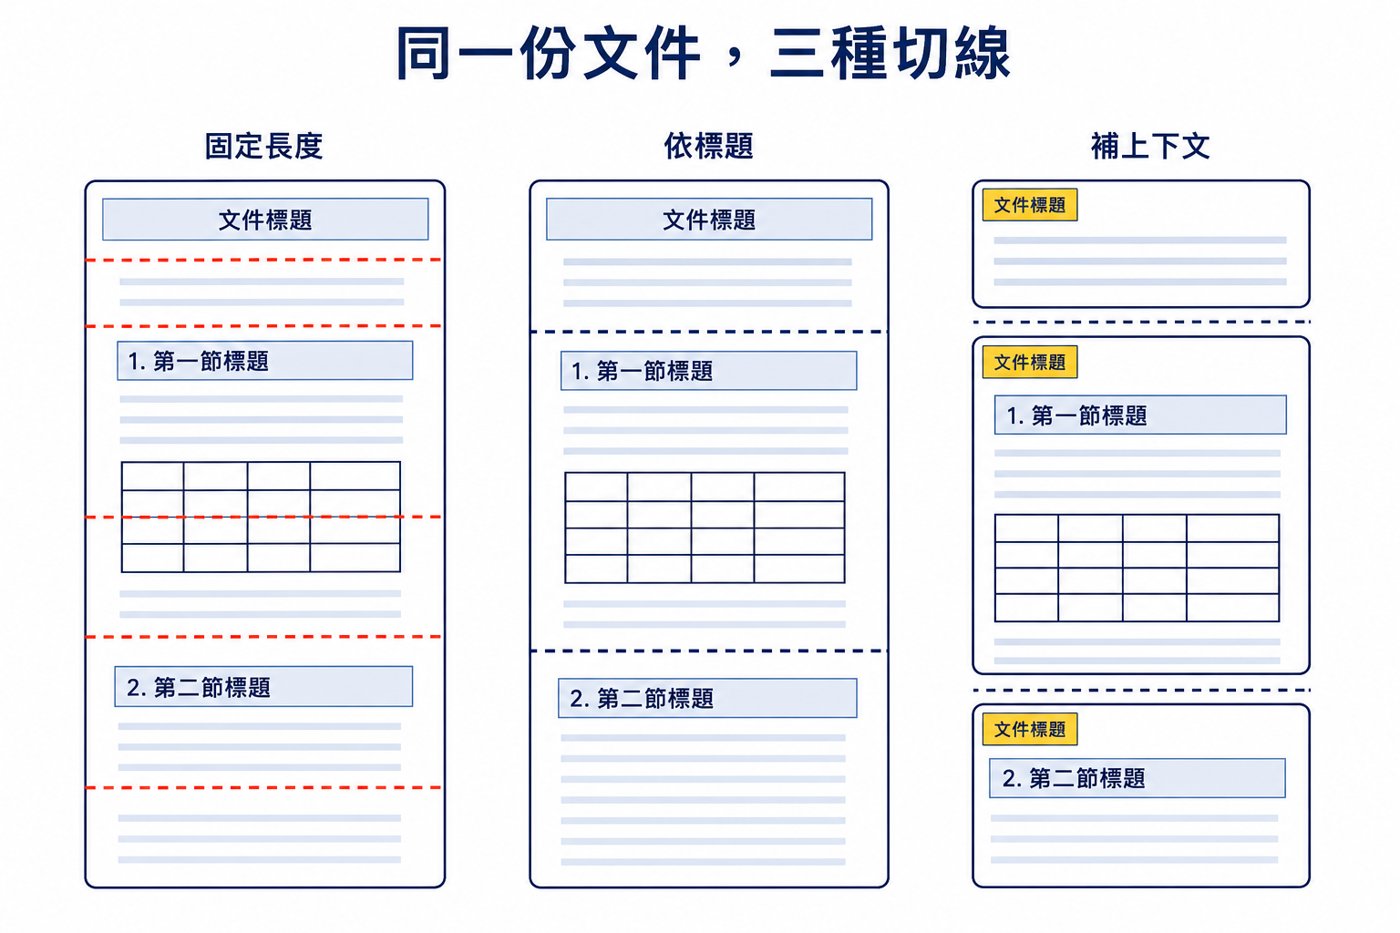 同一份文件，三種切線
固定長度
文件標題
1. 第一節標題
2. 第二節標題
依標題
文件標題
1. 第一節標題
2. 第二節標題
補上下文
文件標題
文件標題
1. 第一節標題
文件標題
2. 第二節標題